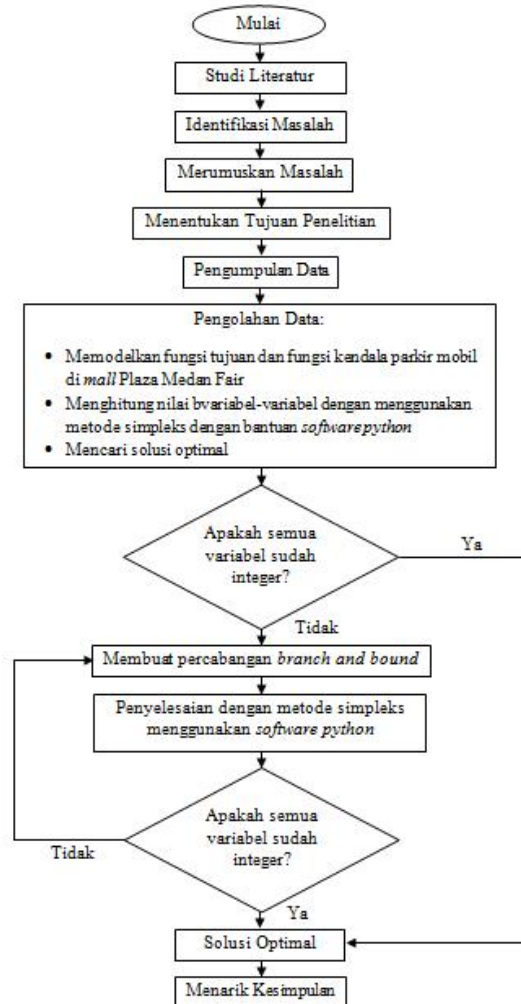 Mulai
Studi Literatur
Identifikasi Masalah
Merumuskan Masalah
Menentukan Tujuan Penelitian
Pengumpulan Data
Pengolahan Data:
• Memodelkan fungsi tujuan dan fungsi kendala parkir mobil
di mall Plaza Medan Fair
• Menghitung nilai bvariabel-variabel dengan menggunakan
metode simpleks dengan bantuan software python
• Mencari solusi optimal
Apakah semua
variabel sudah
integer?
Ya
Tidak
Membuat percabangan branch and bound
Penyelesaian dengan metode simpleks
menggunakan software python
Apakah semua
variabel sudah
integer?
Tidak
Ya
Solusi Optimal
Menarik Kesimpulan